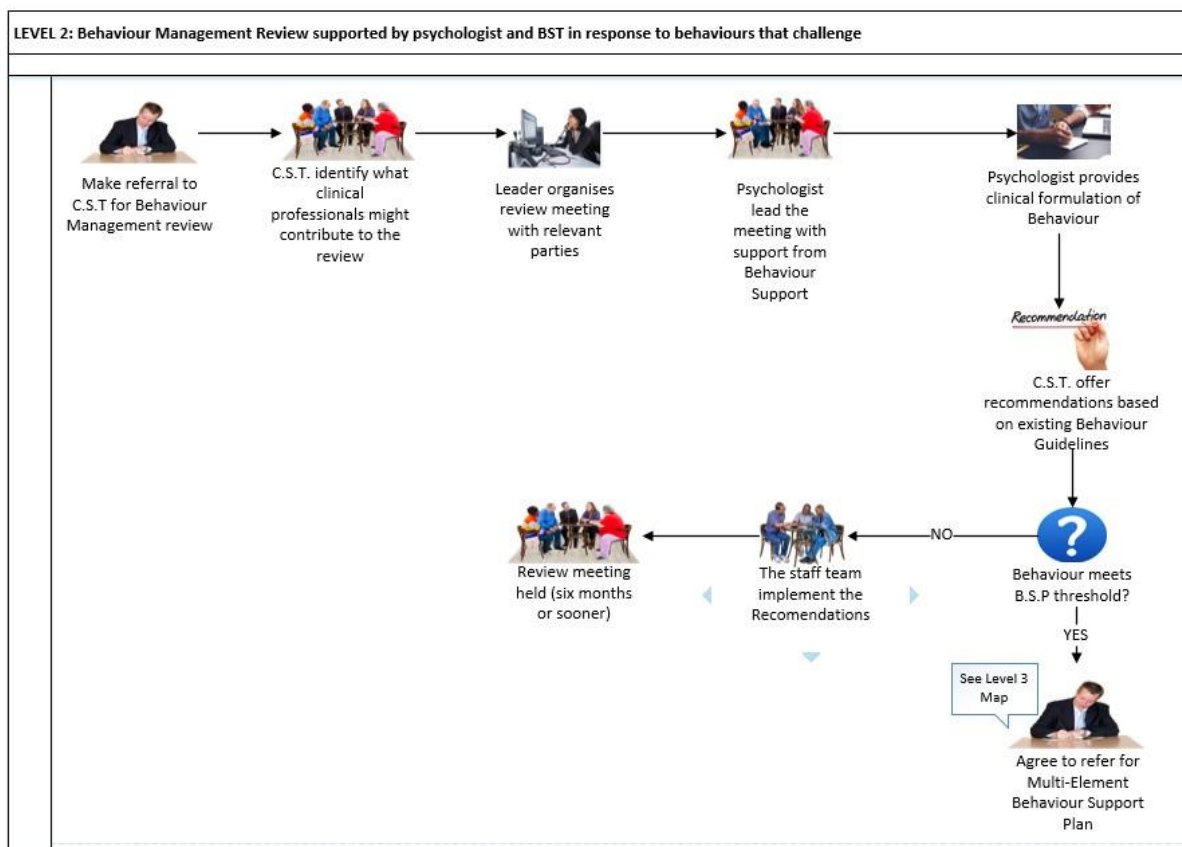 LEVEL 2: Behaviour Management Review supported by psychologist and BST in response to behaviours that challenge
Make referral to
C.S.T for Behaviour
Management review
C.S.T. identify what
clinical
professionals might
contribute to the
review
Leader organises
review meeting
with relevant
parties
Psychologist
lead the
meeting with
support from
Behaviour
Support
Psychologist provides
clinical formulation of
Behaviour
Recommendation
C.S.T. offer
recommendations based
on existing Behaviour
Guidelines
Behaviour meets
B.S.P threshold?
NO
The staff team
implement the
Recomendations
Review meeting
held (six months
or sooner)
YES
See Level 3
Map
Agree to refer for
Multi-Element
Behaviour Support
Plan